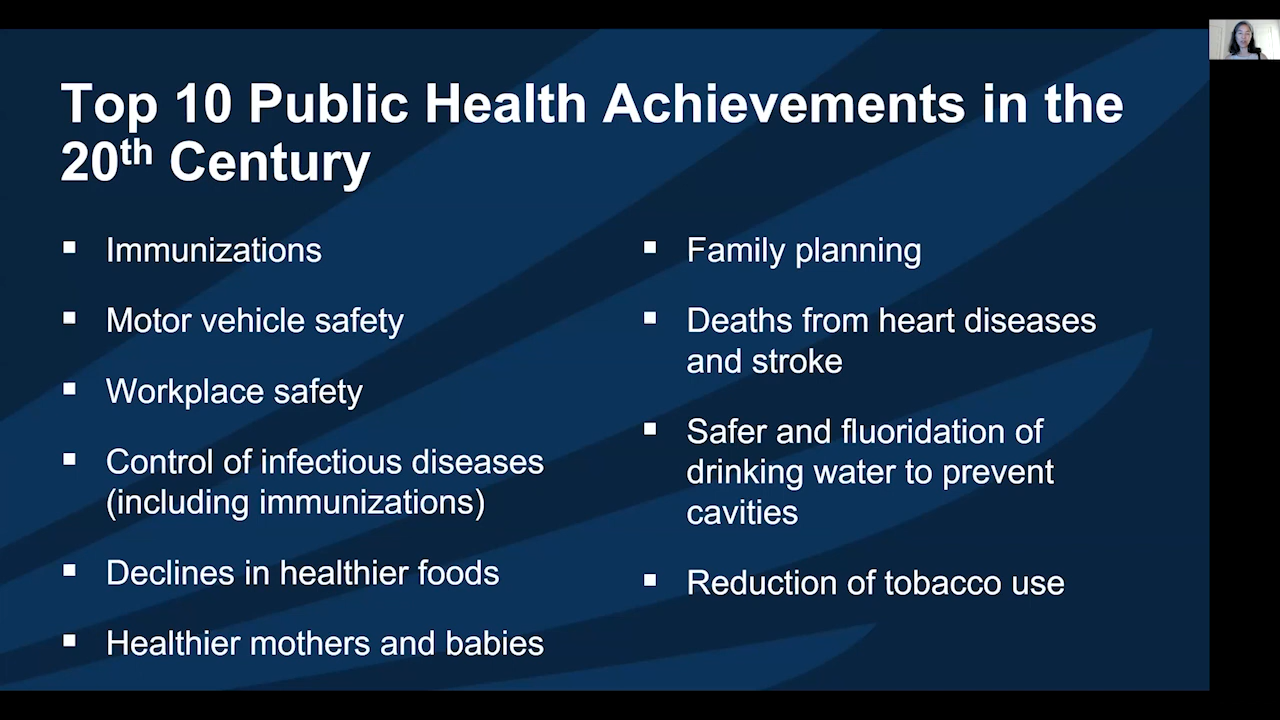 Top 10 Public Health Achievements in the
20th Century
Immunizations
Motor vehicle safety
Workplace safety
Control of infectious diseases
(including immunizations)
Declines in healthier foods
Healthier mothers and babies
Family planning
Deaths from heart diseases
and stroke
Safer and fluoridation of
drinking water to prevent
cavities
Reduction of tobacco use